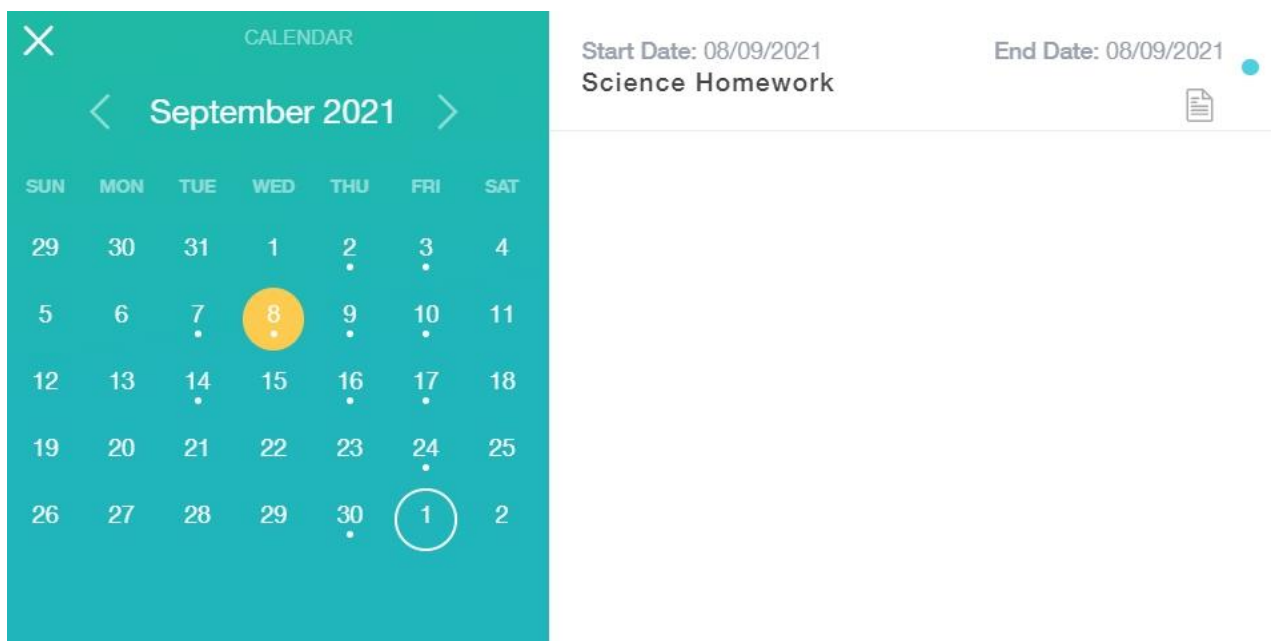 CALENDAR
September 2021
SUN MON TUE WED THU FRI SAT
29 30 31 1 2 3 4
5 6 7 8 9 10 11
12 13 14 15 16 17 18
19 20 21 22 23 24 25
26 27 28 29 30 1 2
Start Date: 08/09/2021 End Date: 08/09/2021
Science Homework